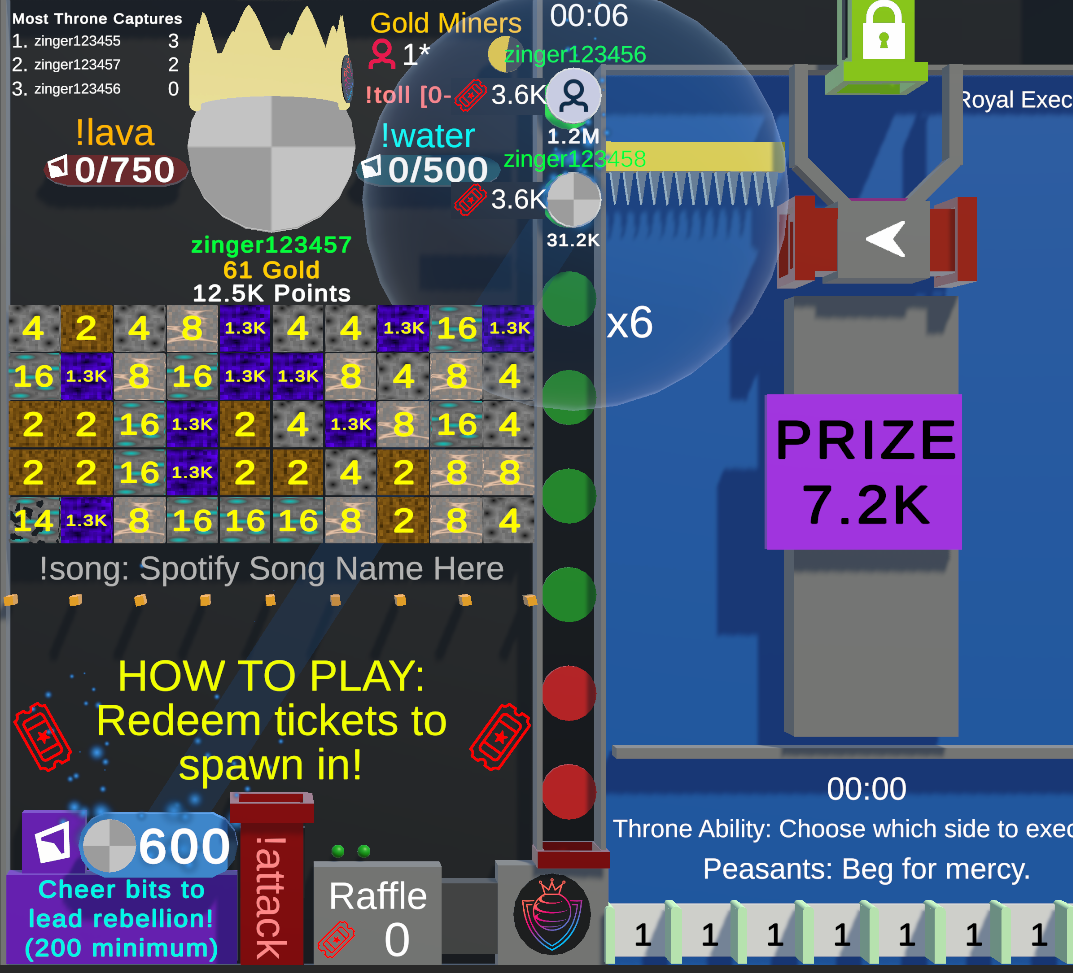 Most Throne Captures
1. zinger123455 3
2. zinger123457 2
3. zinger123456 0
Gold Miners
1*
!toll [0-
3.6K
!lava
0/750
!water
0/500
3.6K
zinger123457
61 Gold
12.5K Points
00:06
zinger123456
1.2M
zinger123458
31.2K
x6
Royal Exec
4 2 4 8 1.3K 4 4 1.3K 16 1.3K
16 1.3K 8 16 1.3K 1.3K 8 4 8 4
2 2 16 1.3K 2 4 1.3K 8 16 4
2 2 16 1.3K 2 2 4 2 8 8
14 1.3K 8 16 16 16 8 2 8 4
!song: Spotify Song Name Here
HOW TO PLAY:
Redeem tickets to
spawn in!
600
Cheer bits to
lead rebellion!
(200 minimum)
!attack
Raffle
0
PRIZE
7.2K
00:00
Throne Ability: Choose which side to exec
Peasants: Beg for mercy.
1 1 1 1 1 1 1